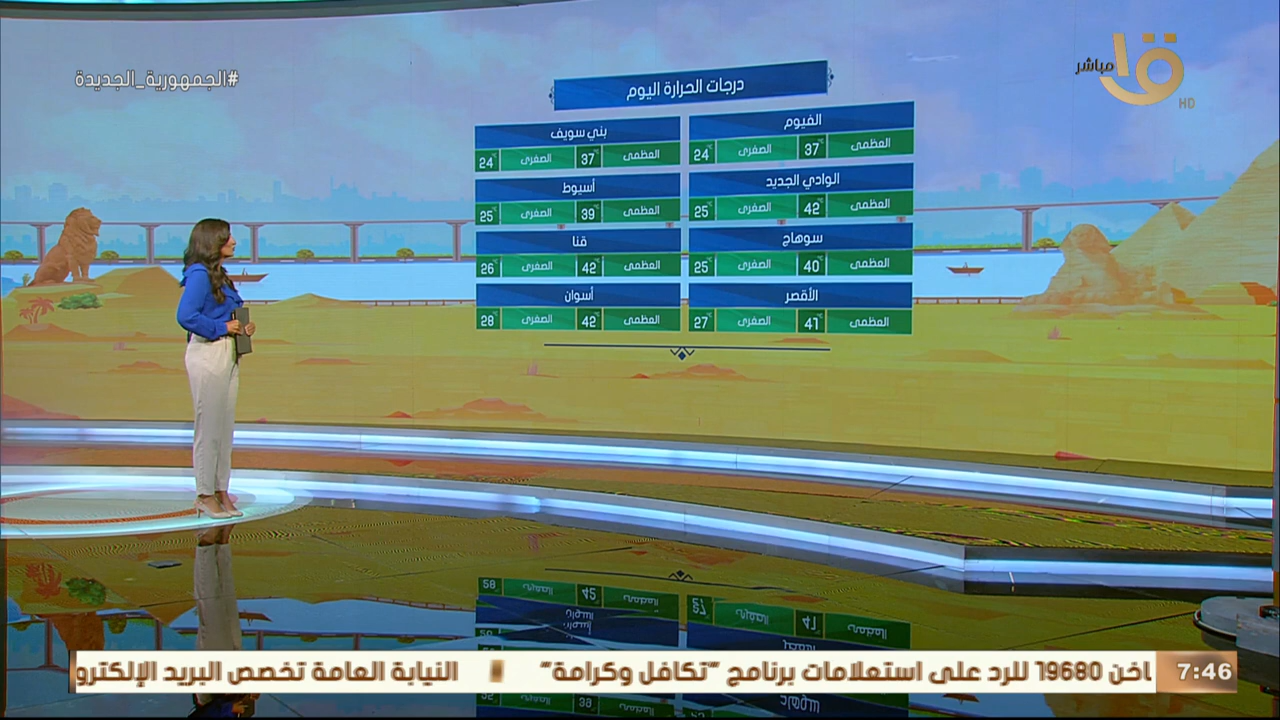 #الجمهورية_الجديدة
مباشر
HD
درجات الحرارة اليوم
الفيوم
العظمى 37 الصغرى 24
بني سويف
العظمى 37 الصغرى 24
الوادي الجديد
العظمى 42 الصغرى 25
أسيوط
العظمى 39 الصغرى 25
سوهاج
العظمى 40 الصغرى 25
قنا
العظمى 42 الصغرى 26
الأقصر
العظمى 41 الصغرى 27
أسوان
العظمى 42 الصغرى 28
7:46
اخن 19680 للرد على استعلامات برنامج "تكافل وكرامة" النيابة العامة تخصص البريد الإلكترو